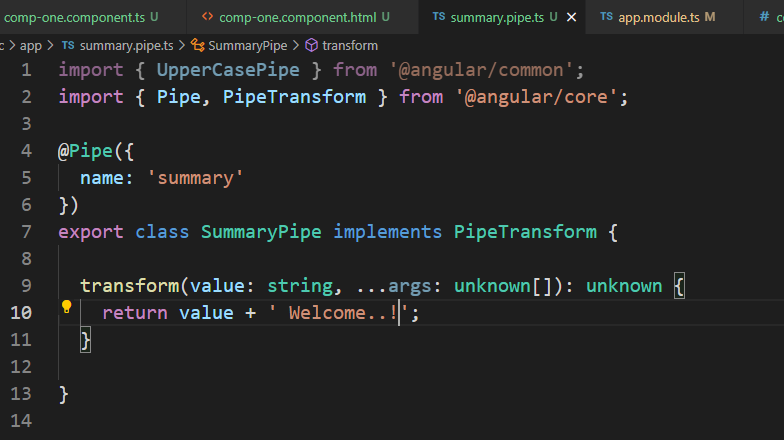 comp-one.component.ts U
<> comp-one.component.html U
TS summary.pipe.ts U ×
TS app.module.ts M
#
c > app > TS summary.pipe.ts > SummaryPipe > transform
1 import { UpperCasePipe } from '@angular/common';
2 import { Pipe, PipeTransform } from '@angular/core';
3
4 @Pipe({
5 name: 'summary'
6 })
7 export class SummaryPipe implements PipeTransform {
8
9 transform(value: string, ...args: unknown[]): unknown {
10 return value + ' Welcome..!';
11 }
12
13 }
14